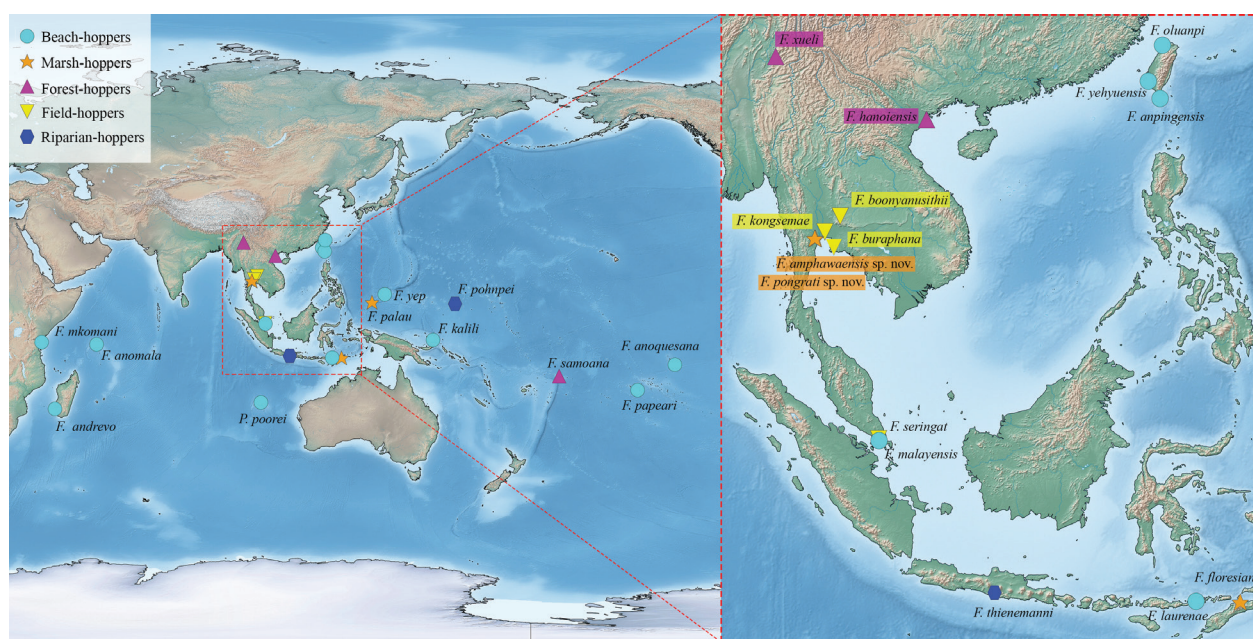 Beach-hoppers
Marsh-hoppers
Forest-hoppers
Field-hoppers
Riparian-hoppers
F. mkomani
F. anomala
F. andrevo
P. poorei
F. yep
F. palau
F. pohnpei
F. kalili
F. samoana
F. anoquesana
F. papeari
F. xueli
F. hanoiensis
F. oluanpi
F. yehyuensis
F. anpingensis
F. boonyanusithii
F. kongsemae
F. buraphana
F. amphawaensis sp. nov.
F. pongrati sp. nov.
F. seringat
F. malayensis
F. thienemanni
F. laurenae
F. floresian